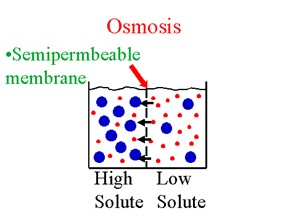 Osmosis
•Semipermbeable
membrane
High Low
Solute Solute